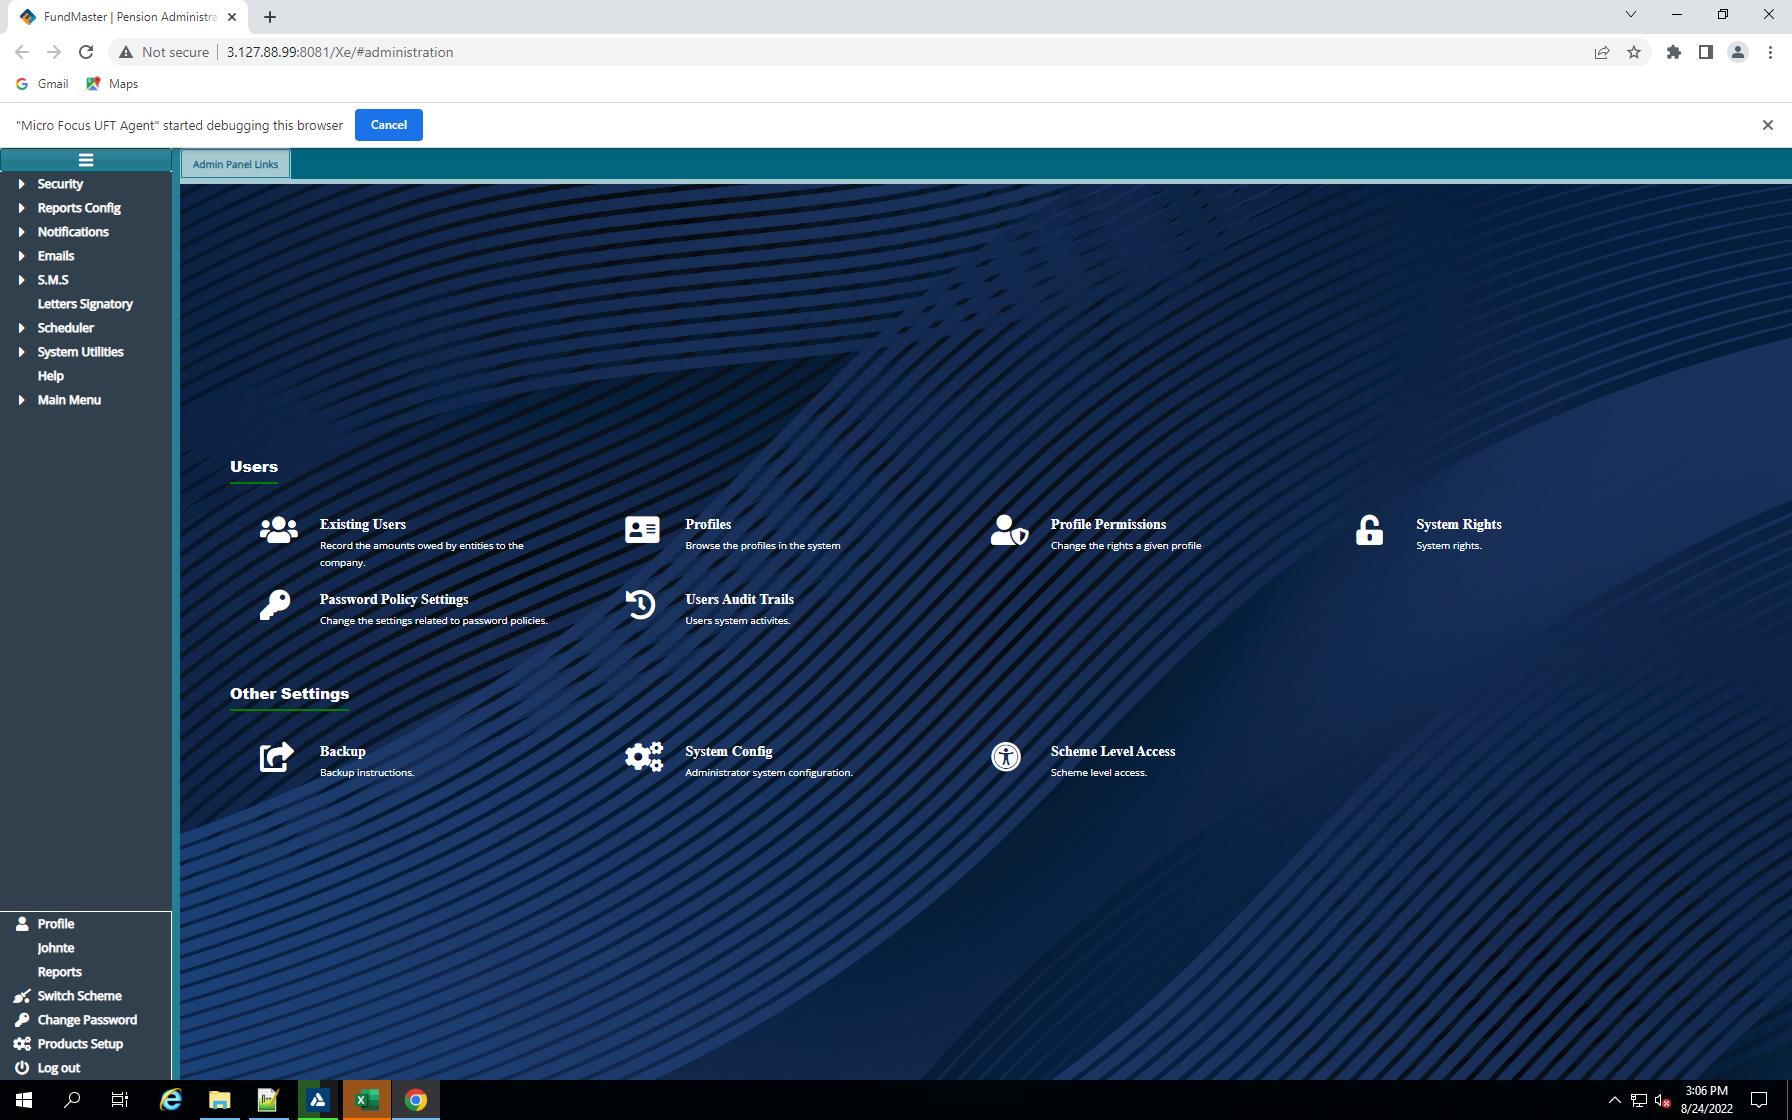 FundMaster | Pension Administra
Not secure
3.127.88.99:8081/Xe/#administration
Gmail
Maps
"Micro Focus UFT Agent" started debugging this browser
Cancel
Admin Panel Links
Security
Reports Config
Notifications
Emails
S.M.S
Letters Signatory
Scheduler
System Utilities
Help
Main Menu
Users
Existing Users
Record the amounts owed by entities to the
company.
Profiles
Browse the profiles in the system
Profile Permissions
Change the rights a given profile
System Rights
System rights.
Password Policy Settings
Change the settings related to password policies.
Users Audit Trails
Users system activites.
Other Settings
Backup
Backup instructions.
System Config
Administrator system configuration.
Scheme Level Access
Scheme level access.
Profile
Johnte
Reports
Switch Scheme
Change Password
Products Setup
Log out
3:06 PM
8/24/2022